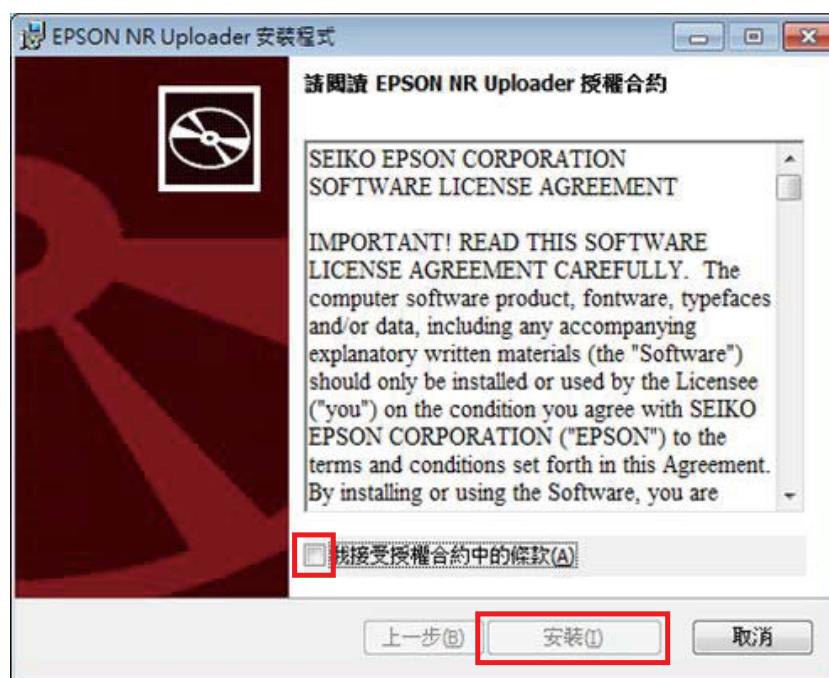 EPSON NR Uploader 安裝程式
請閱讀 EPSON NR Uploader 授權合約
SEIKO EPSON CORPORATION
SOFTWARE LICENSE AGREEMENT
IMPORTANT! READ THIS SOFTWARE
LICENSE AGREEMENT CAREFULLY. The
computer software product, fontware, typefaces
and/or data, including any accompanying
explanatory written materials (the "Software")
should only be installed or used by the Licensee
("you") on the condition you agree with SEIKO
EPSON CORPORATION ("EPSON") to the
terms and conditions set forth in this Agreement.
By installing or using the Software, you are
我接受授權合約中的條款(A)
上一步(B) 安裝(I) 取消